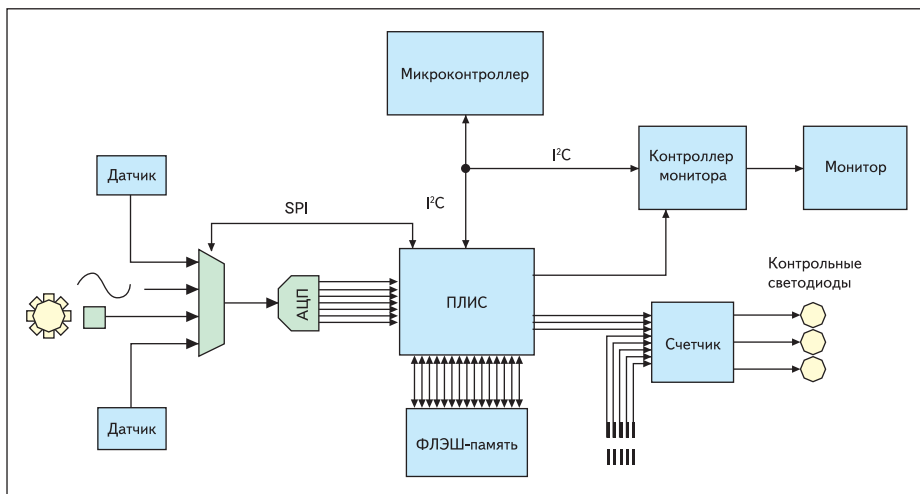 Микроконтроллер
I²C
Контроллер
монитора
Монитор
Датчик
SPI
I²C
АЦП
ПЛИС
Контрольные
светодиоды
Счетчик
Датчик
ФЛЭШ-память